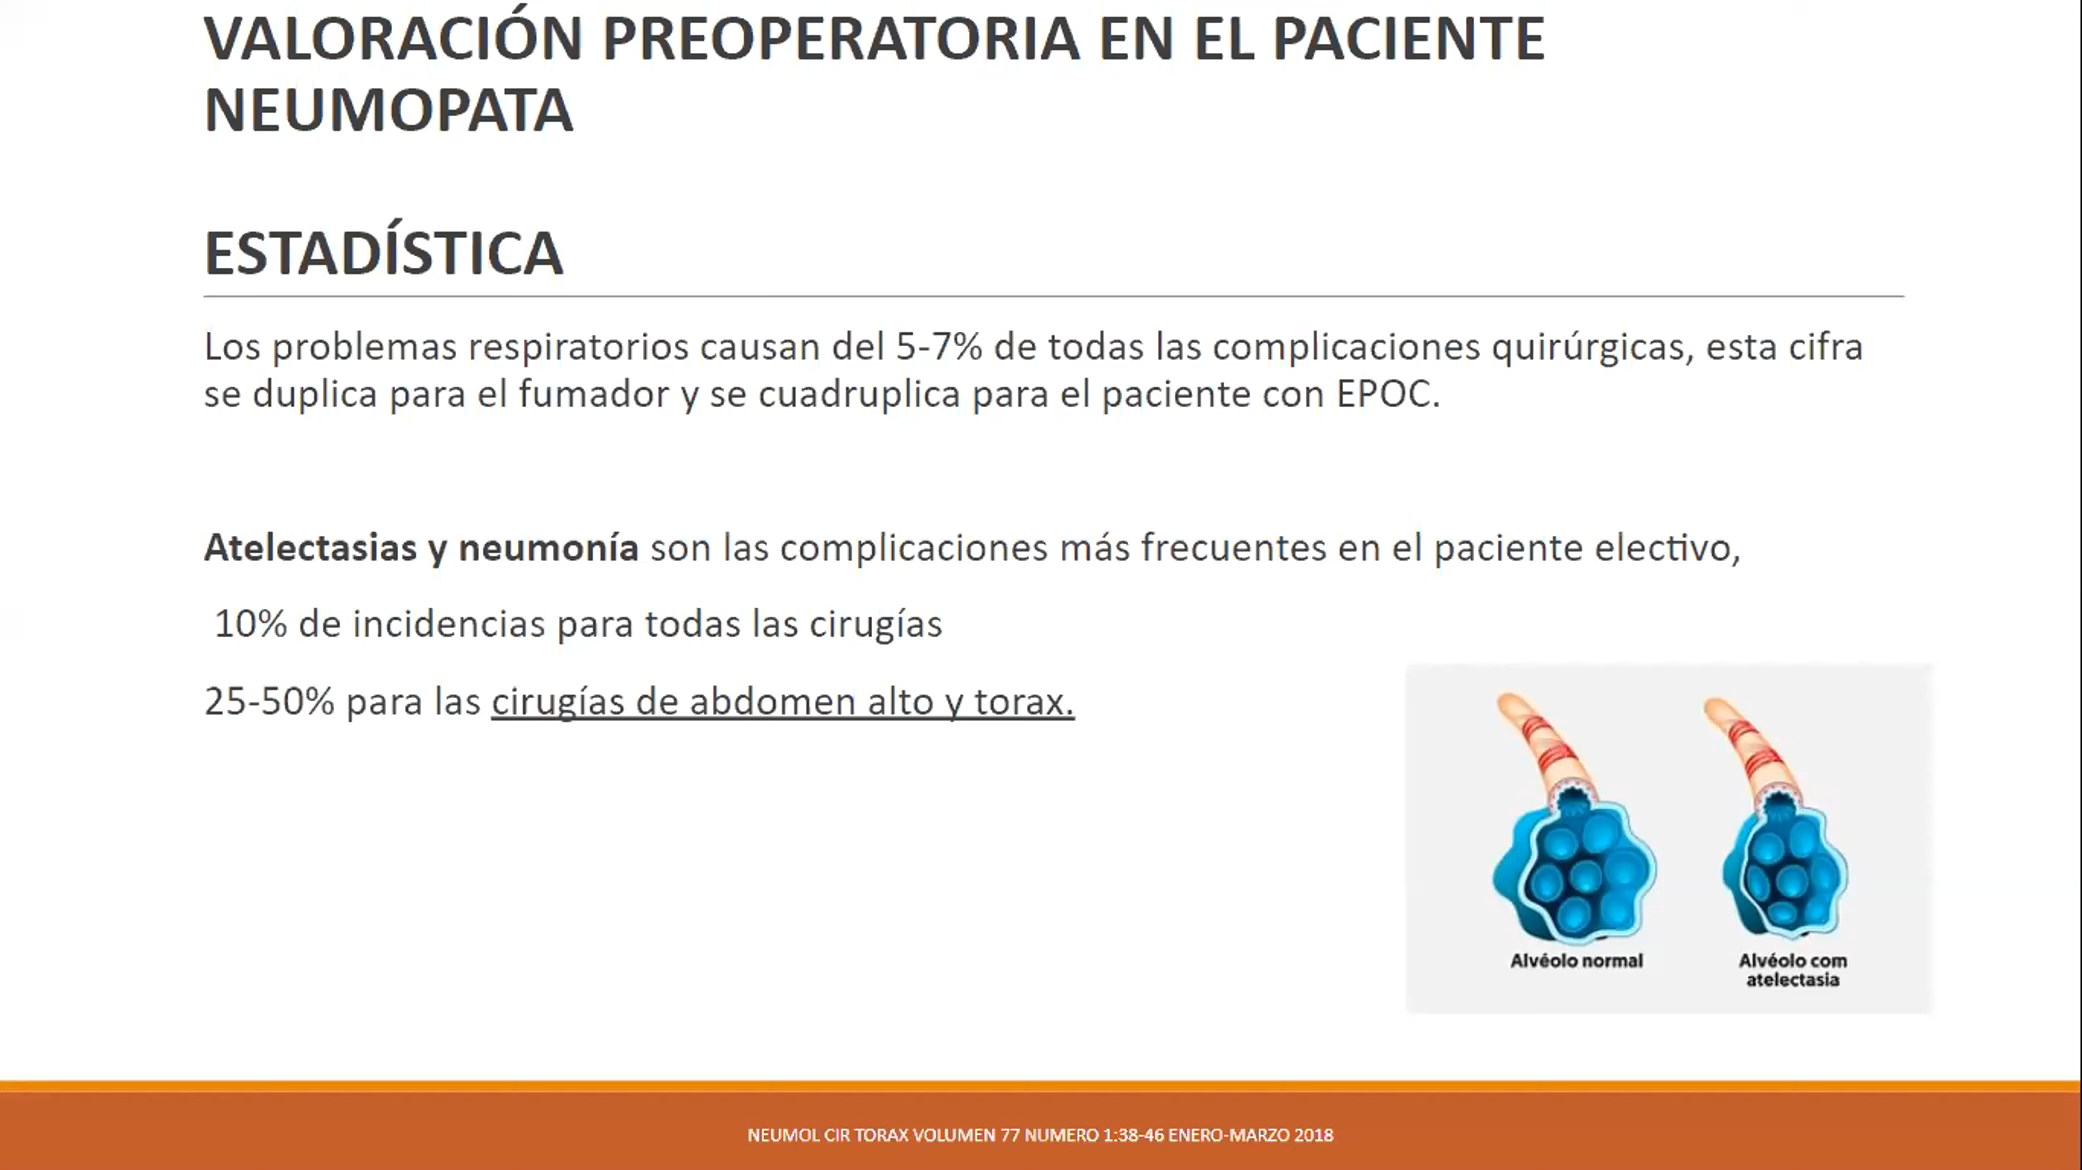 VALORACIÓN PREOPERATORIA EN EL PACIENTE
NEUMOPATA
ESTADÍSTICA
Los problemas respiratorios causan del 5-7% de todas las complicaciones quirúrgicas, esta cifra
se duplica para el fumador y se cuadruplica para el paciente con EPOC.
Atelectasias y neumonía son las complicaciones más frecuentes en el paciente electivo,
10% de incidencias para todas las cirugías
25-50% para las cirugías de abdomen alto y torax.
Alvéolo normal
Alvéolo com
atelectasia
NEUMOL CIR TORAX VOLUMEN 77 NUMERO 1:38-46 ENERO-MARZO 2018